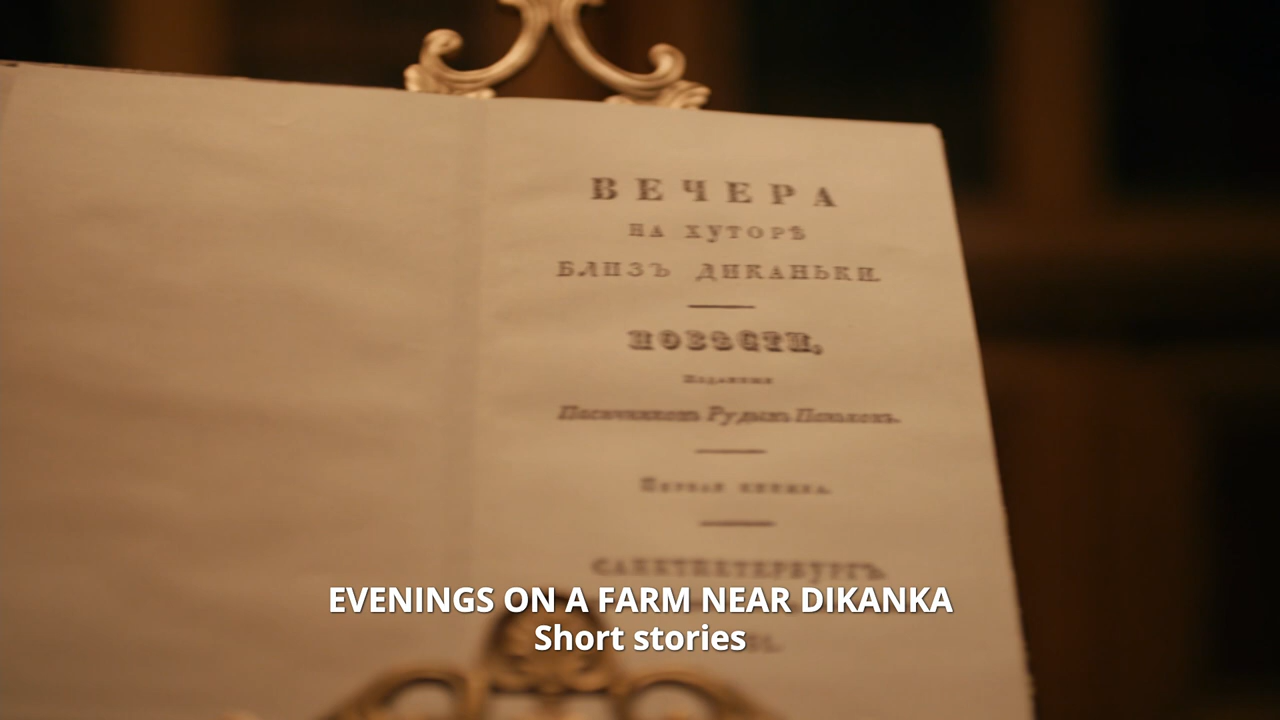 ВЕЧЕРА
НА ХУТОРѢ
БЛИЗЪ ДИКАНЬКИ.
ПОВѢСТИ,
Изданныя
Пасичникомъ Рудымъ Панькомъ.
Первая книжка.
САНКТПЕТЕРБУРГЪ.
EVENINGS ON A FARM NEAR DIKANKA
Short stories